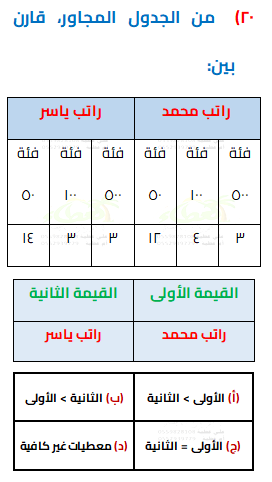 ٢٠) من الجدول المجاور، قارن
بين:
راتب محمد راتب ياسر
فئة فئة فئة فئة فئة فئة
٥٠٠ ١٠٠ ٥٠ ٥٠٠ ١٠٠ ٥٠
٣ ٤ ١٢ ٣ ٣ ١٤
القيمة الأولى القيمة الثانية
راتب محمد راتب ياسر
(أ) الأولى > الثانية (ب) الثانية > الأولى
(ج) الأولى = الثانية (د) معطيات غير كافية